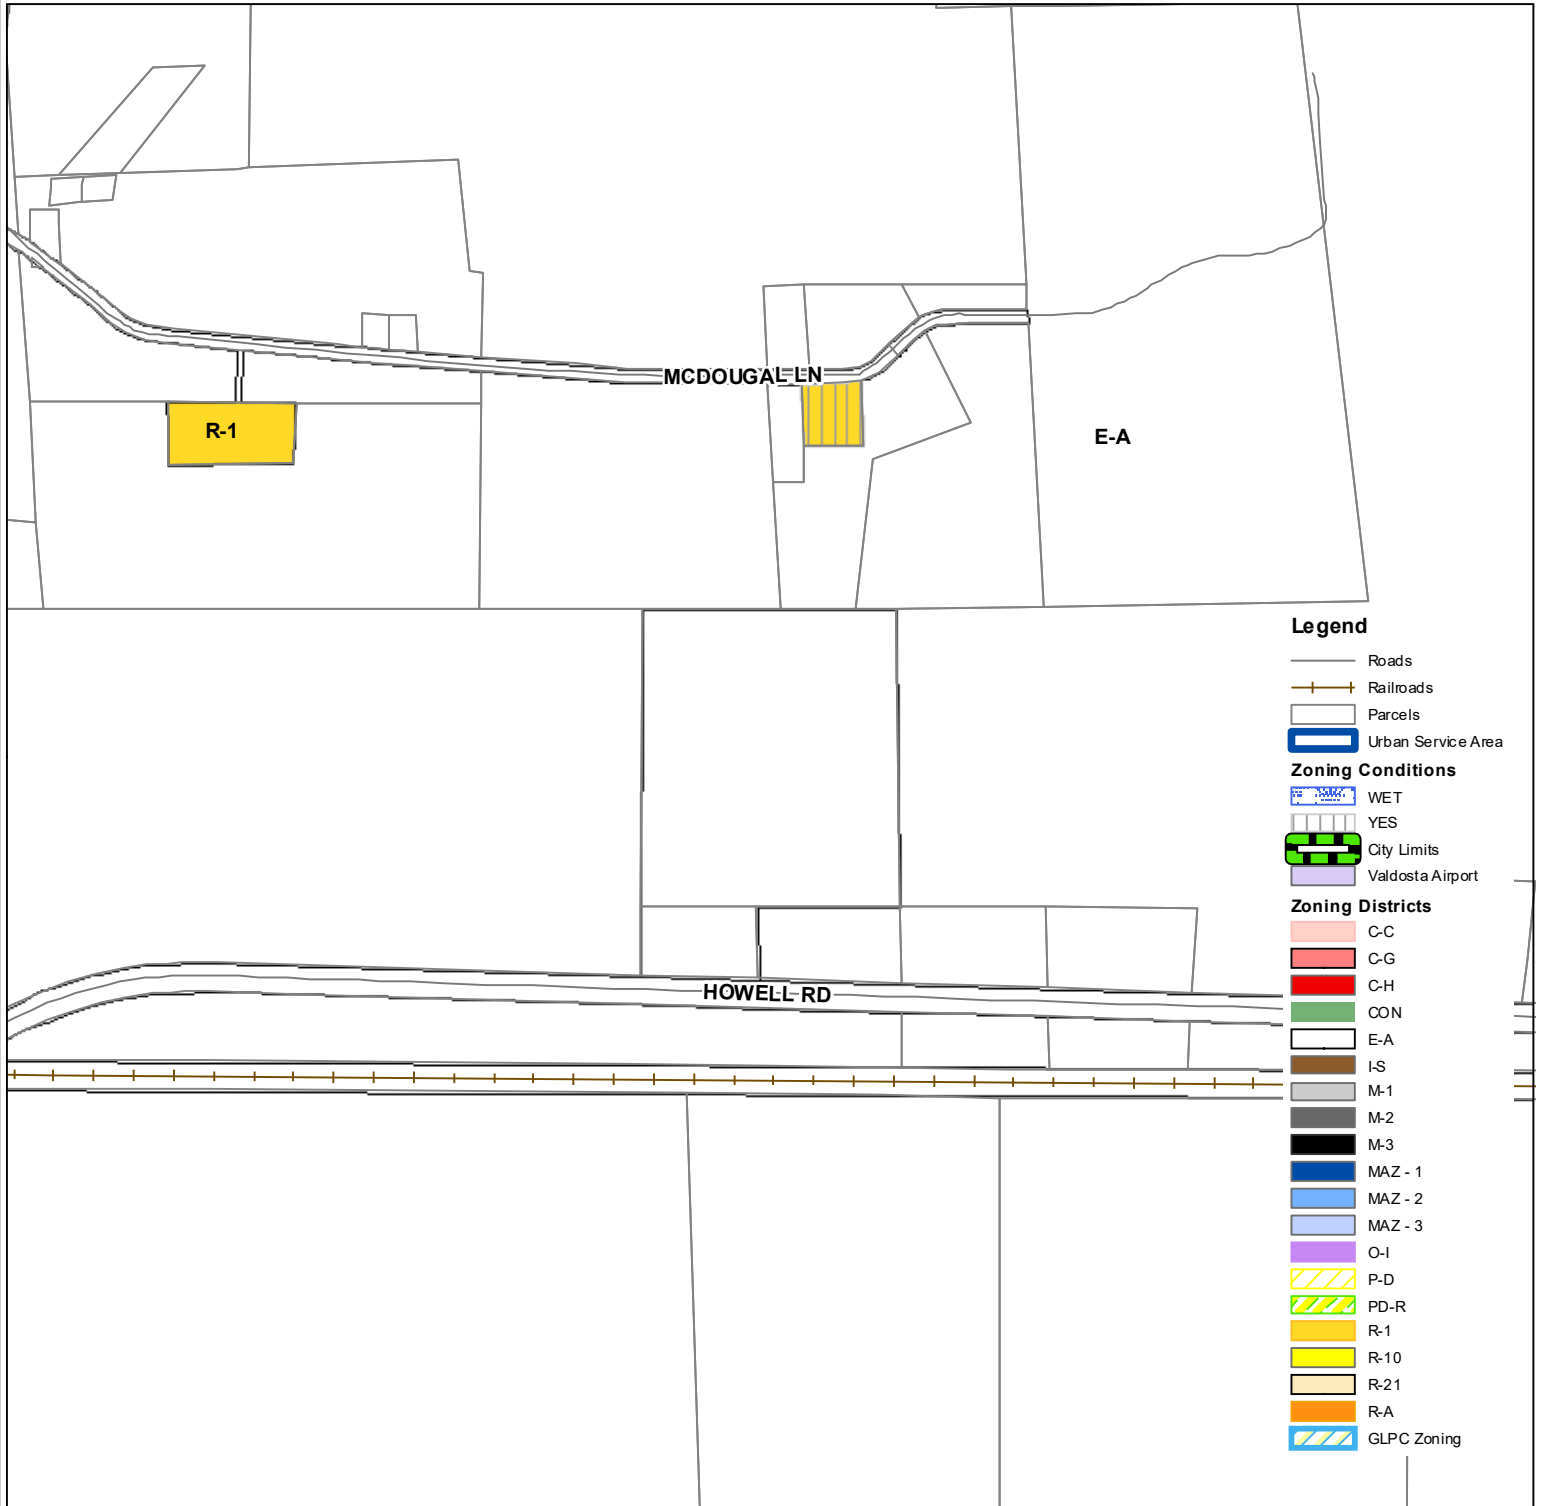 MCDOUGAL LN
R-1
E-A
HOWELL RD
Legend
Roads
Railroads
Parcels
Urban Service Area
Zoning Conditions
WET
YES
City Limits
Valdosta Airport
Zoning Districts
C-C
C-G
C-H
CON
E-A
I-S
M-1
M-2
M-3
MAZ - 1
MAZ - 2
MAZ - 3
O-I
P-D
PD-R
R-1
R-10
R-21
R-A
GLPC Zoning